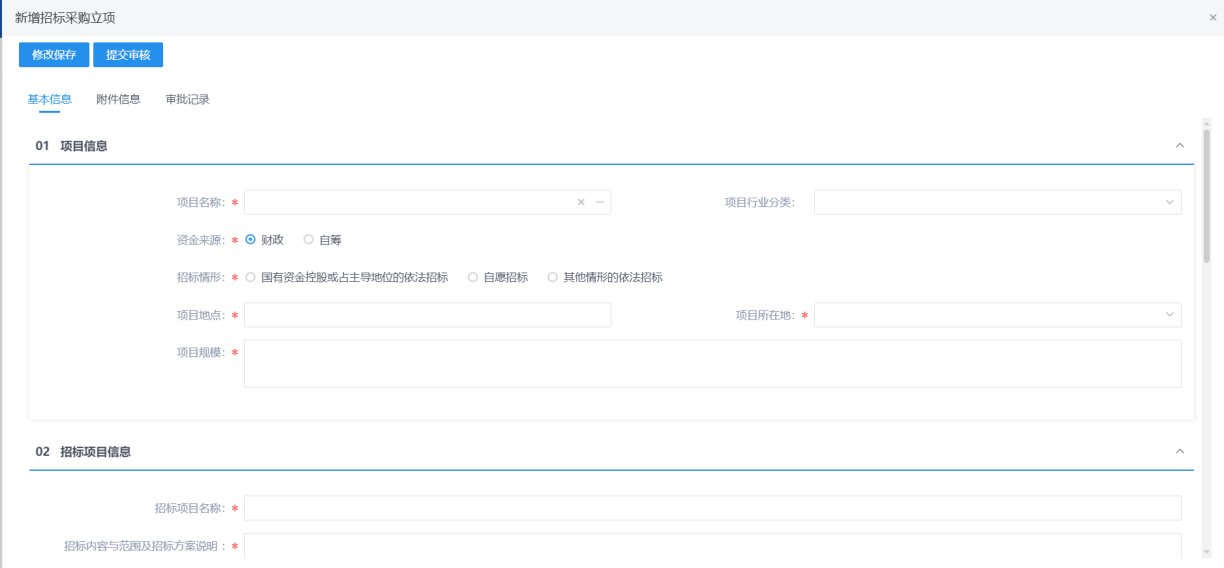 新增招标采购立项 ×
修改保存 提交审核
基本信息 附件信息 审批记录
01 项目信息
项目名称: * 项目行业分类:
资金来源: * 财政 自筹
招标情形: * 国有资金控股或占主导地位的依法招标 自愿招标 其他情形的依法招标
项目地点: * 项目所在地: *
项目规模: *
02 招标项目信息
招标项目名称: *
招标内容与范围及招标方案说明 : *